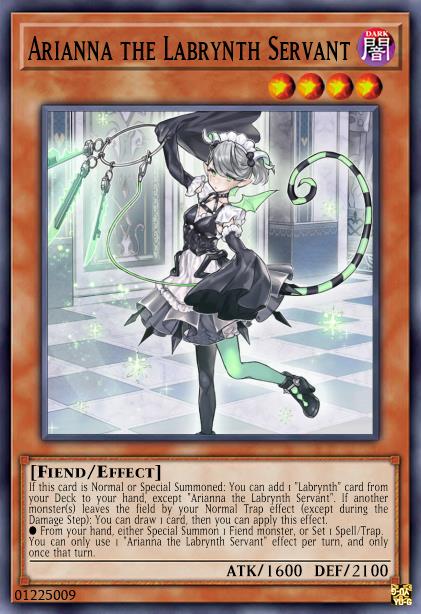 ARIANNA THE LABRYNTH SERVANT
DARK
闇
[FIEND/EFFECT]
If this card is Normal or Special Summoned: You can add 1 "Labrynth" card from
your Deck to your hand, except "Arianna the Labrynth Servant". If another
monster(s) leaves the field by your Normal Trap effect (except during the
Damage Step): You can draw 1 card, then you can apply this effect.
● From your hand, either Special Summon 1 Fiend monster, or Set 1 Spell/Trap.
You can only use 1 "Arianna the Labrynth Servant" effect per turn, and only
once that turn.
ATK/1600 DEF/2100
01225009